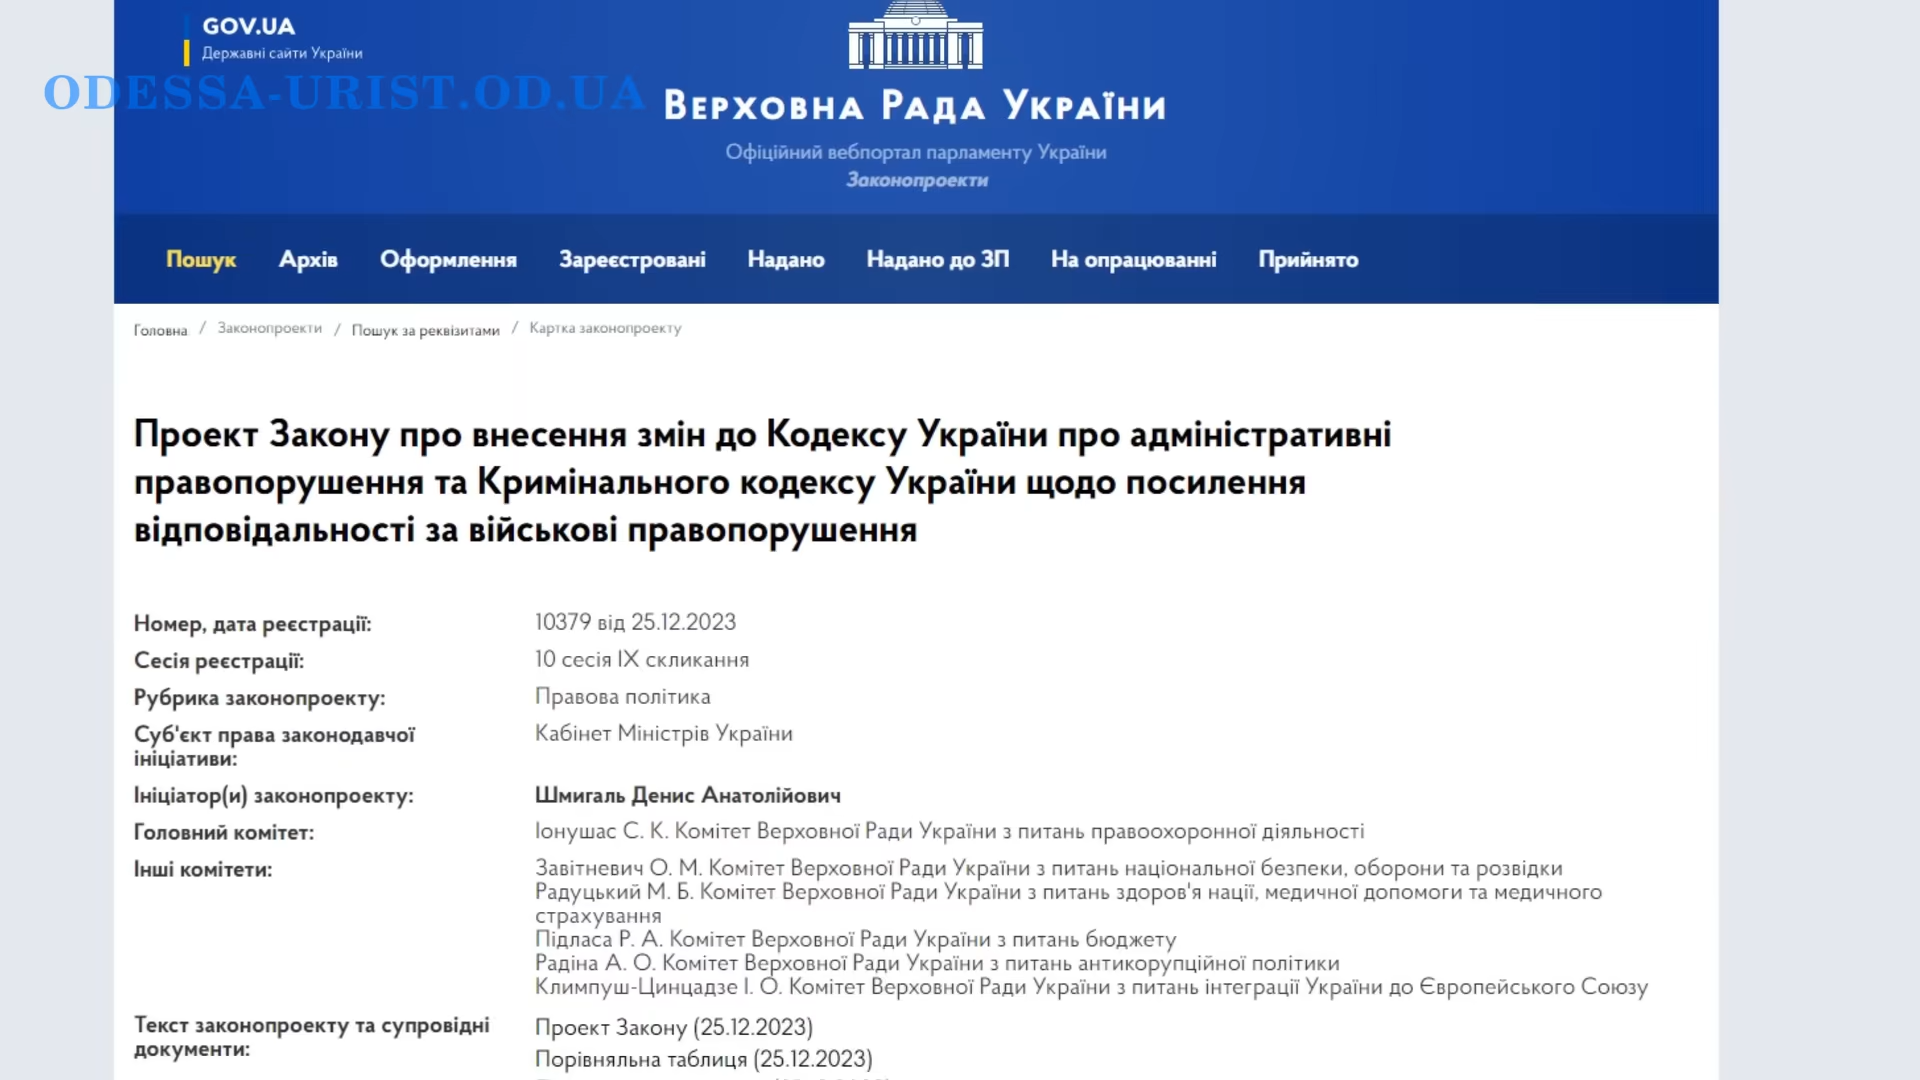 GOV.UA
Державні сайти України
ODESSA-URIST.OD.UA
Верховна Рада України
Офіційний вебпортал парламенту України
Законопроекти
Пошук Архів Оформлення Зареєстровані Надано Надано до ЗП На опрацюванні Прийнято
Головна / Законопроекти / Пошук за реквізитами / Картка законопроекту
Проект Закону про внесення змін до Кодексу України про адміністративні
правопорушення та Кримінального кодексу України щодо посилення
відповідальності за військові правопорушення
Номер, дата реєстрації: 10379 від 25.12.2023
Сесія реєстрації: 10 сесія IX скликання
Рубрика законопроекту: Правова політика
Суб'єкт права законодавчої Кабінет Міністрів України
ініціативи:
Ініціатор(и) законопроекту: Шмигаль Денис Анатолійович
Головний комітет: Іонушас С. К. Комітет Верховної Ради України з питань правоохоронної діяльності
Інші комітети: Завітневич О. М. Комітет Верховної Ради України з питань національної безпеки, оборони та розвідки
Радуцький М. Б. Комітет Верховної Ради України з питань здоров'я нації, медичної допомоги та медичного
страхування
Підласа Р. А. Комітет Верховної Ради України з питань бюджету
Радіна А. О. Комітет Верховної Ради України з питань антикорупційної політики
Климпуш-Цинцадзе І. О. Комітет Верховної Ради України з питань інтеграції України до Європейського Союзу
Текст законопроекту та супровідні Проект Закону (25.12.2023)
документи:
Порівняльна таблиця (25.12.2023)